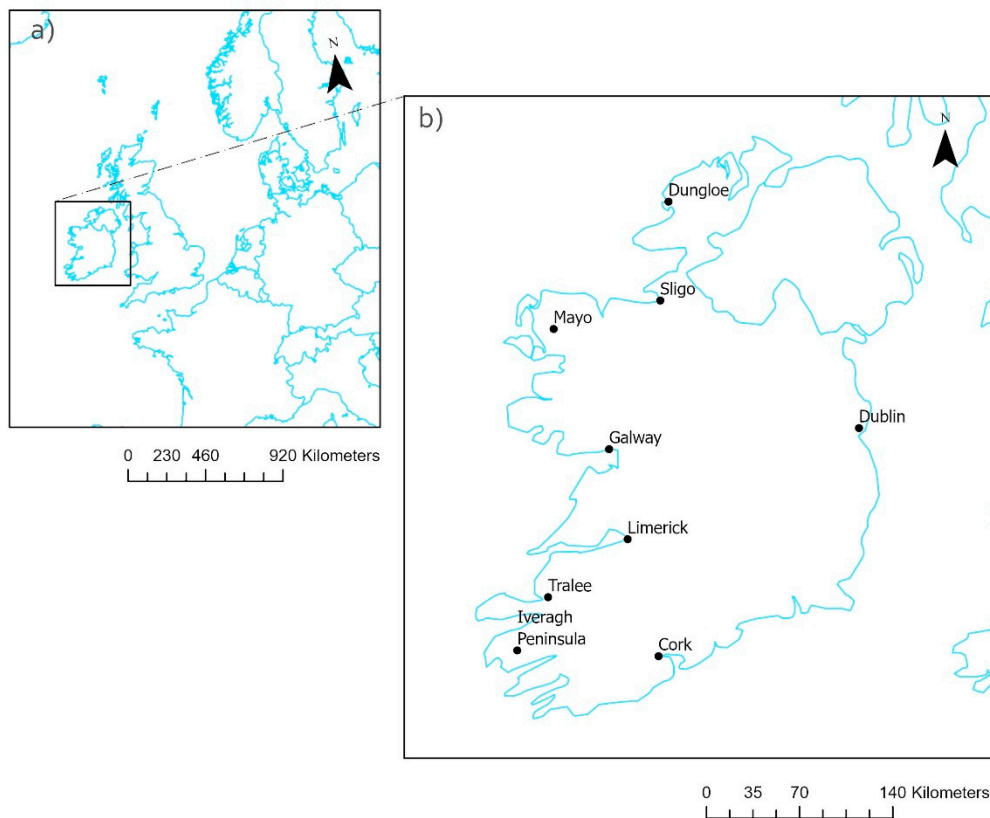 a)
N
0 230 460 920 Kilometers
b)
N
Dungloe
Sligo
Mayo
Dublin
Galway
Limerick
Tralee
Iveragh
Peninsula
Cork
0 35 70 140 Kilometers